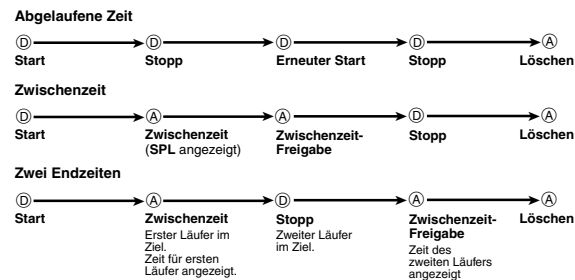 Abgelaufene Zeit
D D D D A
Start Stopp Erneuter Start Stopp Löschen
Zwischenzeit
D A A D A
Start Zwischenzeit Zwischenzeit- Stopp Löschen
(SPL angezeigt) Freigabe
Zwei Endzeiten
D A D A A
Start Zwischenzeit Stopp Zwischenzeit- Löschen
Erster Läufer im Zweiter Läufer Freigabe
Ziel. im Ziel. Zeit des
Zeit für ersten zweiten Läufers
Läufer angezeigt. angezeigt